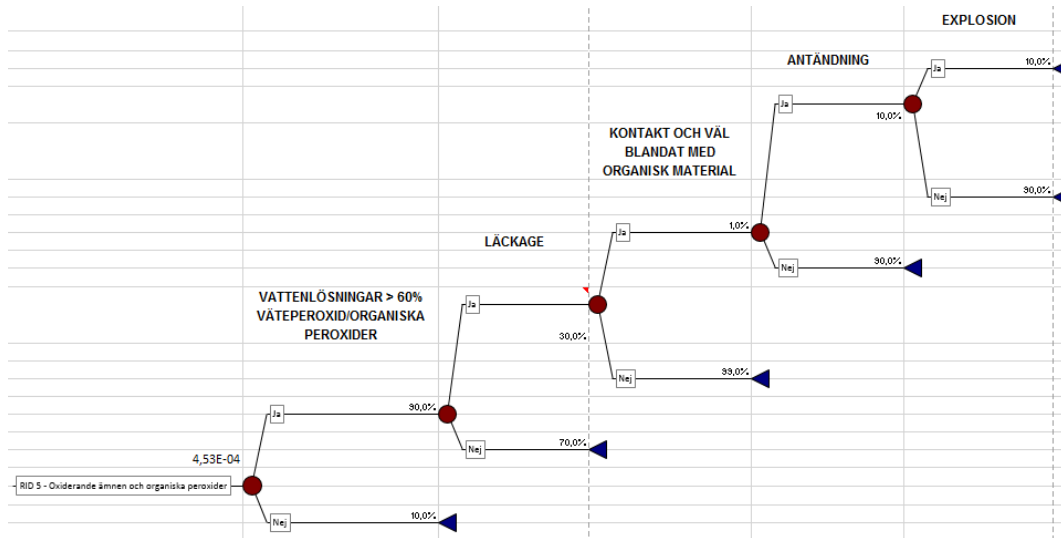 EXPLOSION
10,0%
Ja
ANTÄNDNING
Ja
10,0%
KONTAKT OCH VÄL
BLANDAT MED
ORGANISK MATERIAL
Nej
90,0%
Ja
1,0%
LÄCKAGE
Nej
90,0%
VATTENLÖSNINGAR > 60%
VÄTEPEROXID/ORGANISKA
PEROXIDER
Ja
30,0%
Nej
99,0%
Ja
90,0%
Nej
70,0%
4,53E-04
RID 5 - Oxiderande ämnen och organiska peroxider
Nej
10,0%